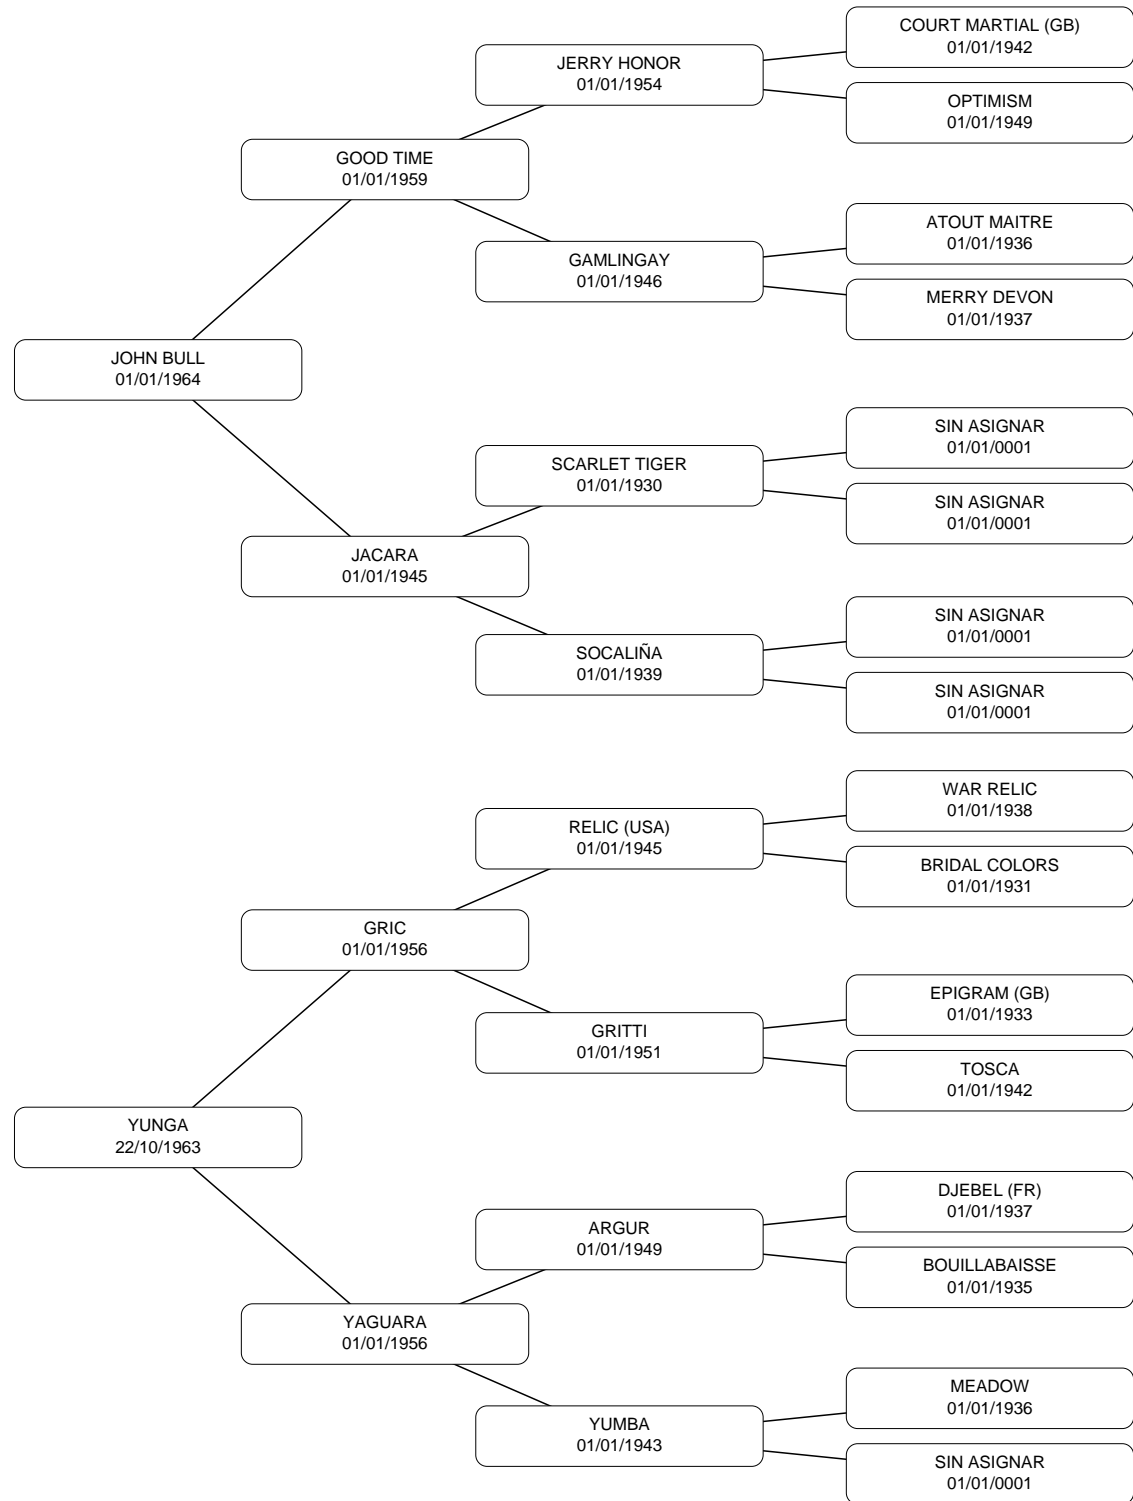 COURT MARTIAL (GB)
01/01/1942
JERRY HONOR
01/01/1954
OPTIMISM
01/01/1949
GOOD TIME
01/01/1959
ATOUT MAITRE
01/01/1936
GAMLINGAY
01/01/1946
MERRY DEVON
01/01/1937
JOHN BULL
01/01/1964
SIN ASIGNAR
01/01/0001
SCARLET TIGER
01/01/1930
SIN ASIGNAR
01/01/0001
JACARA
01/01/1945
SIN ASIGNAR
01/01/0001
SOCALIÑA
01/01/1939
SIN ASIGNAR
01/01/0001
WAR RELIC
01/01/1938
RELIC (USA)
01/01/1945
BRIDAL COLORS
01/01/1931
GRIC
01/01/1956
EPIGRAM (GB)
01/01/1933
GRITTI
01/01/1951
TOSCA
01/01/1942
YUNGA
22/10/1963
DJEBEL (FR)
01/01/1937
ARGUR
01/01/1949
BOUILLABAISSE
01/01/1935
YAGUARA
01/01/1956
MEADOW
01/01/1936
YUMBA
01/01/1943
SIN ASIGNAR
01/01/0001